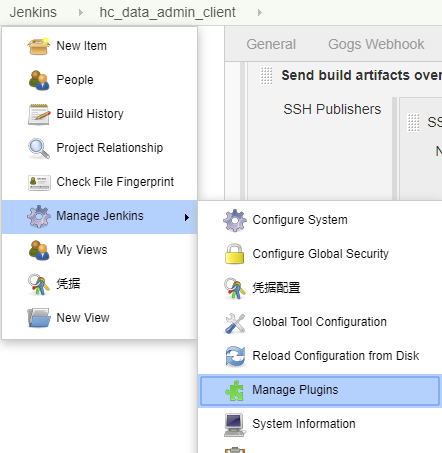 Jenkins
hc_data_admin_client
General
Gogs Webhook
Send build artifacts over
SSH Publishers
New Item
People
Build History
Project Relationship
Check File Fingerprint
Manage Jenkins
My Views
凭据
New View
Configure System
Configure Global Security
凭据配置
Global Tool Configuration
Reload Configuration from Disk
Manage Plugins
System Information